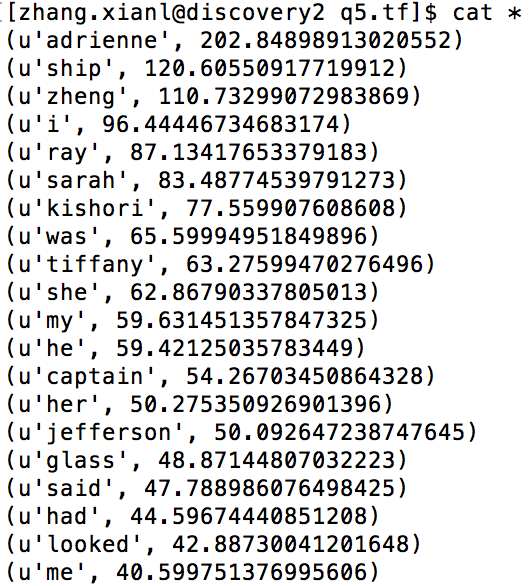 [zhang.xianl@discovery2 q5.tf]$ cat *
(u'adrienne', 202.84898913020552)
(u'ship', 120.60550917719912)
(u'zheng', 110.73299072983869)
(u'i', 96.44446734683174)
(u'ray', 87.13417653379183)
(u'sarah', 83.48774539791273)
(u'kishori', 77.559907608608)
(u'was', 65.59994951849896)
(u'tiffany', 63.27599470276496)
(u'she', 62.86790337805013)
(u'my', 59.631451357847325)
(u'he', 59.42125035783449)
(u'captain', 54.26703450864328)
(u'her', 50.275350926901396)
(u'jefferson', 50.092647238747645)
(u'glass', 48.87144807032223)
(u'said', 47.788986076498425)
(u'had', 44.59674440851208)
(u'looked', 42.88730041201648)
(u'me', 40.599751376995606)